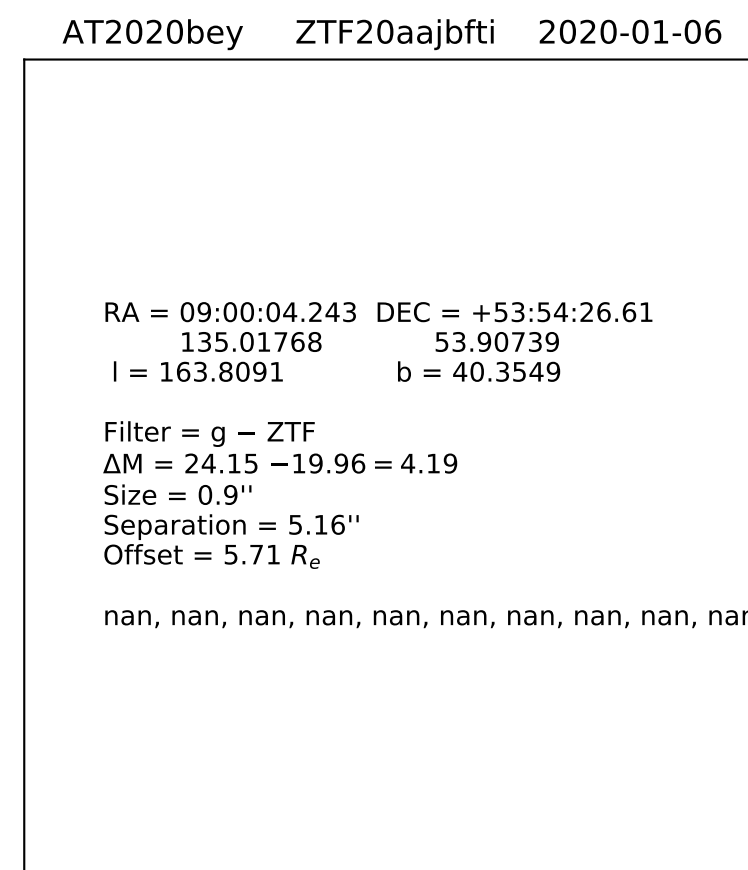 AT2020bey ZTF20aajbfti 2020-01-06
RA = 09:00:04.243 DEC = +53:54:26.61
135.01768 53.90739
l = 163.8091 b = 40.3549
Filter = g − ZTF
ΔM = 24.15 −19.96 = 4.19
Size = 0.9''
Separation = 5.16''
Offset = 5.71 Re
nan, nan, nan, nan, nan, nan, nan, nan, nan, nan